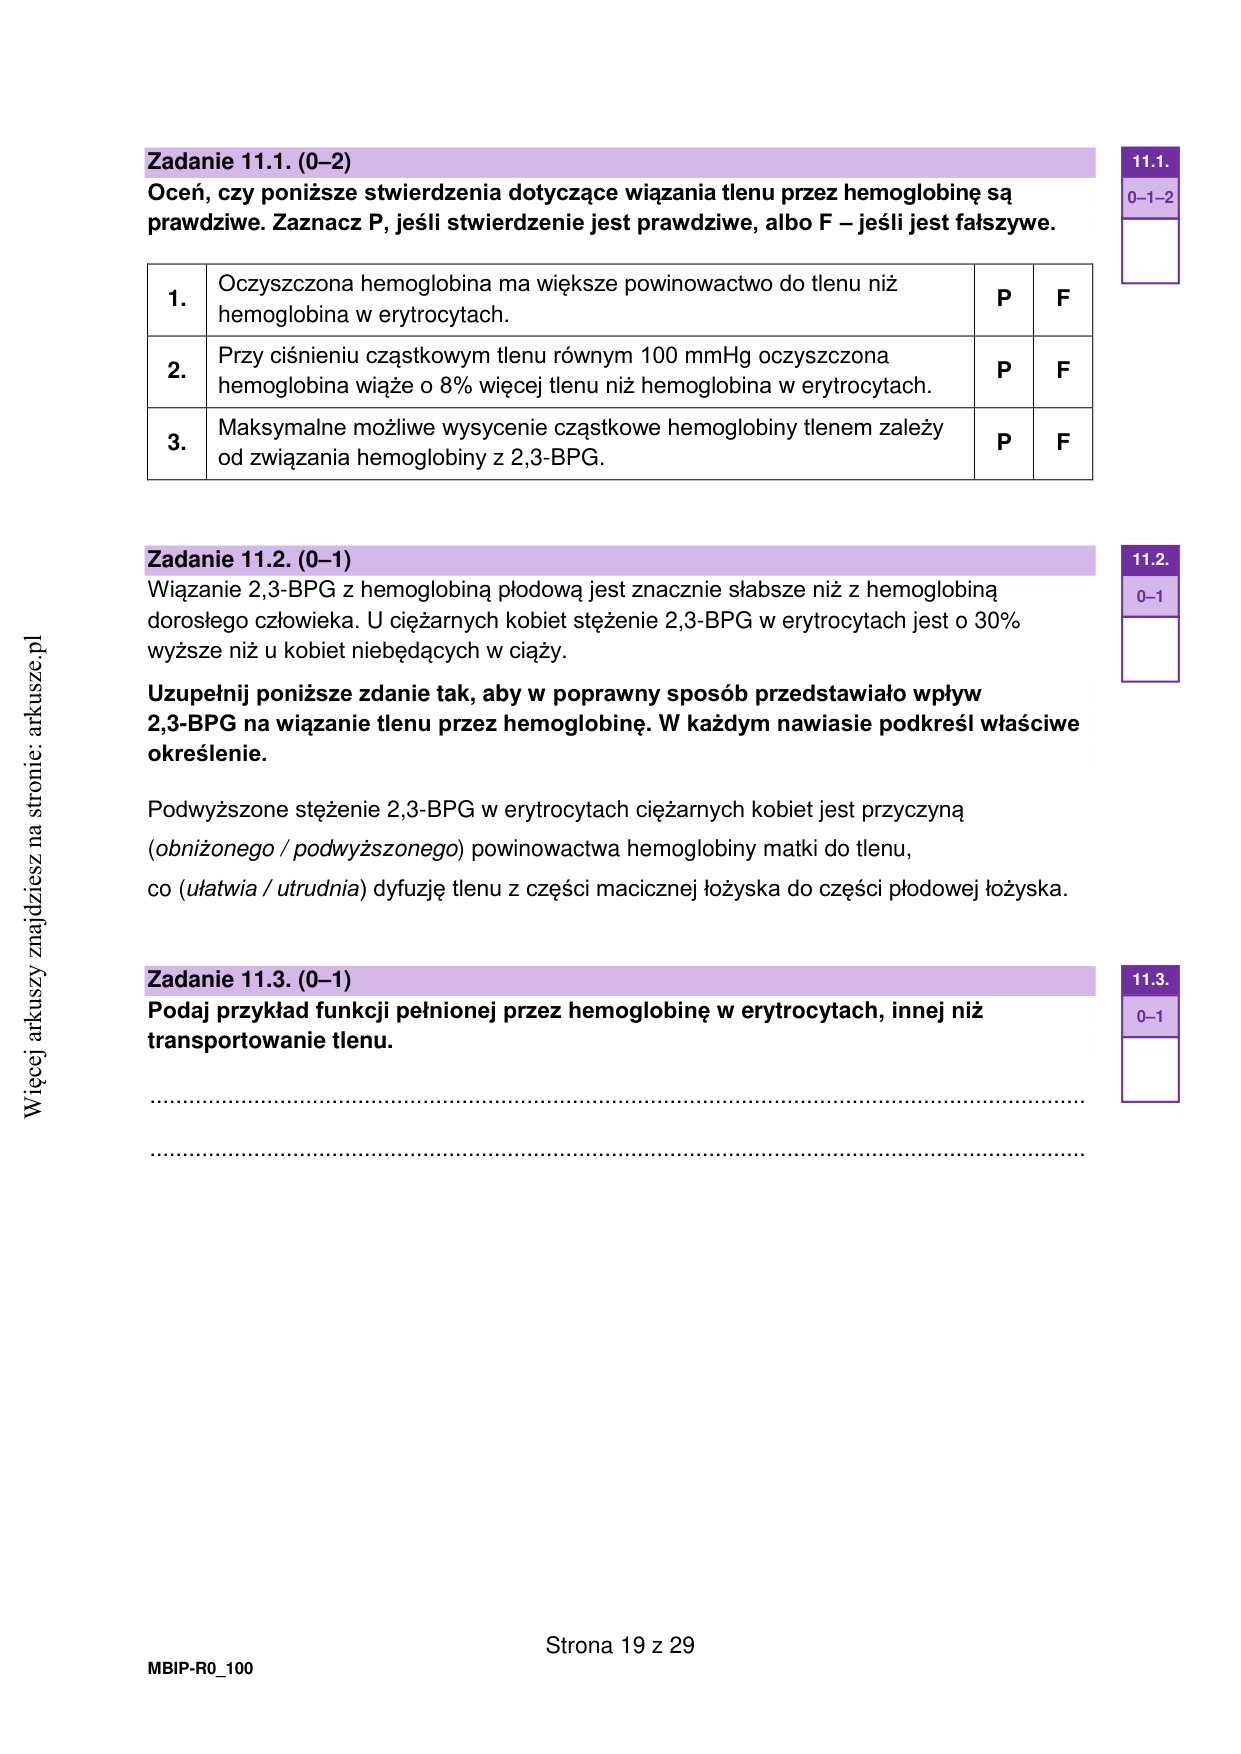 Zadanie 11.1. (0–2)
Oceń, czy poniższe stwierdzenia dotyczące wiązania tlenu przez hemoglobinę są
prawdziwe. Zaznacz P, jeśli stwierdzenie jest prawdziwe, albo F – jeśli jest fałszywe.
11.1.
0–1–2
1. Oczyszczona hemoglobina ma większe powinowactwo do tlenu niż P F
hemoglobina w erytrocytach.
2. Przy ciśnieniu cząstkowym tlenu równym 100 mmHg oczyszczona P F
hemoglobina wiąże o 8% więcej tlenu niż hemoglobina w erytrocytach.
3. Maksymalne możliwe wysycenie cząstkowe hemoglobiny tlenem zależy P F
od związania hemoglobiny z 2,3-BPG.
Zadanie 11.2. (0–1)
Wiązanie 2,3-BPG z hemoglobiną płodową jest znacznie słabsze niż z hemoglobiną
dorosłego człowieka. U ciężarnych kobiet stężenie 2,3-BPG w erytrocytach jest o 30%
wyższe niż u kobiet niebędących w ciąży.
11.2.
0–1
Uzupełnij poniższe zdanie tak, aby w poprawny sposób przedstawiało wpływ
2,3-BPG na wiązanie tlenu przez hemoglobinę. W każdym nawiasie podkreśl właściwe
określenie.
Podwyższone stężenie 2,3-BPG w erytrocytach ciężarnych kobiet jest przyczyną
(obniżonego / podwyższonego) powinowactwa hemoglobiny matki do tlenu,
co (ułatwia / utrudnia) dyfuzję tlenu z części macicznej łożyska do części płodowej łożyska.
Zadanie 11.3. (0–1)
Podaj przykład funkcji pełnionej przez hemoglobinę w erytrocytach, innej niż
transportowanie tlenu.
11.3.
0–1
Więcej arkuszy znajdziesz na stronie: arkusze.pl
Strona 19 z 29
MBIP-R0_100